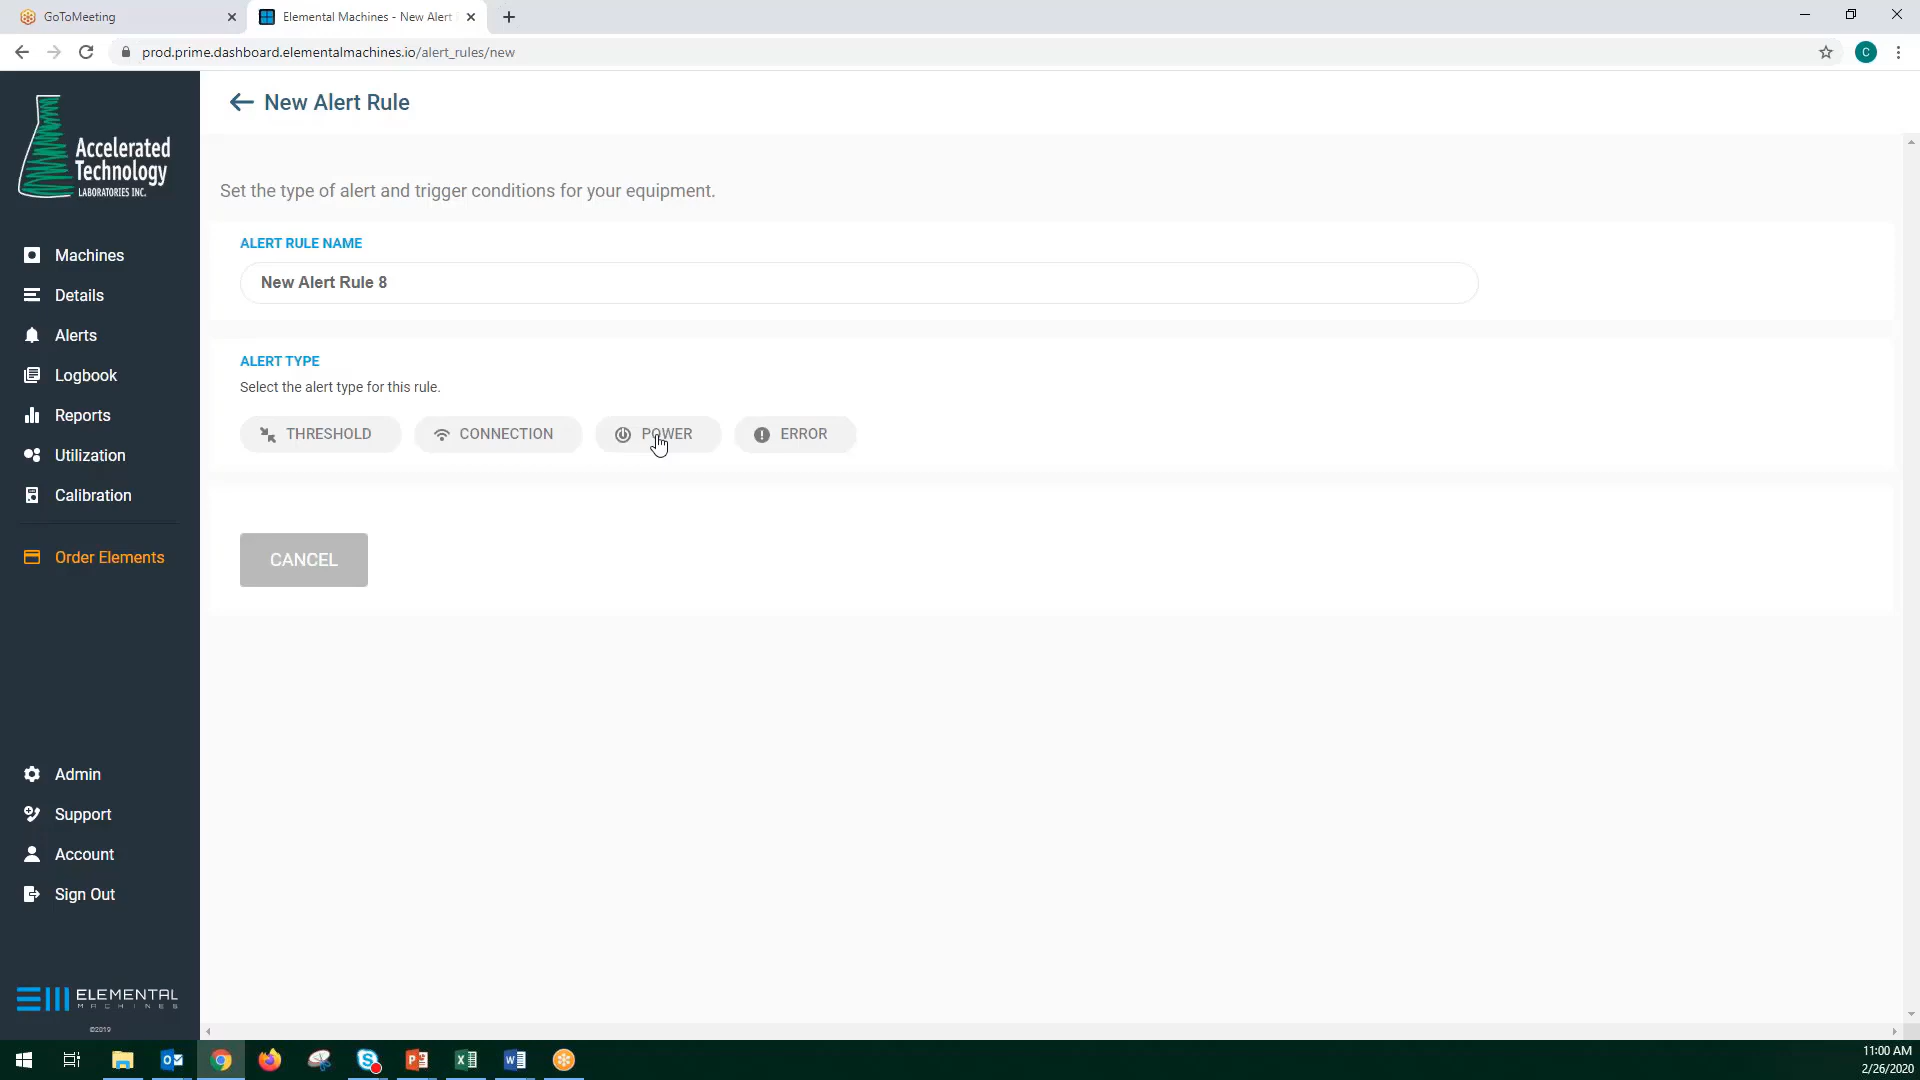 GoToMeeting
Elemental Machines - New Alert
prod.prime.dashboard.elementalmachines.io/alert_rules/new
C
Accelerated
Technology
LABORATORIES INC.
New Alert Rule
Set the type of alert and trigger conditions for your equipment.
ALERT RULE NAME
New Alert Rule 8
ALERT TYPE
Select the alert type for this rule.
THRESHOLD
CONNECTION
POWER
ERROR
CANCEL
Machines
Details
Alerts
Logbook
Reports
Utilization
Calibration
Order Elements
Admin
Support
Account
Sign Out
ELEMENTAL
MACHINES
©2019
11:00 AM
2/26/2020